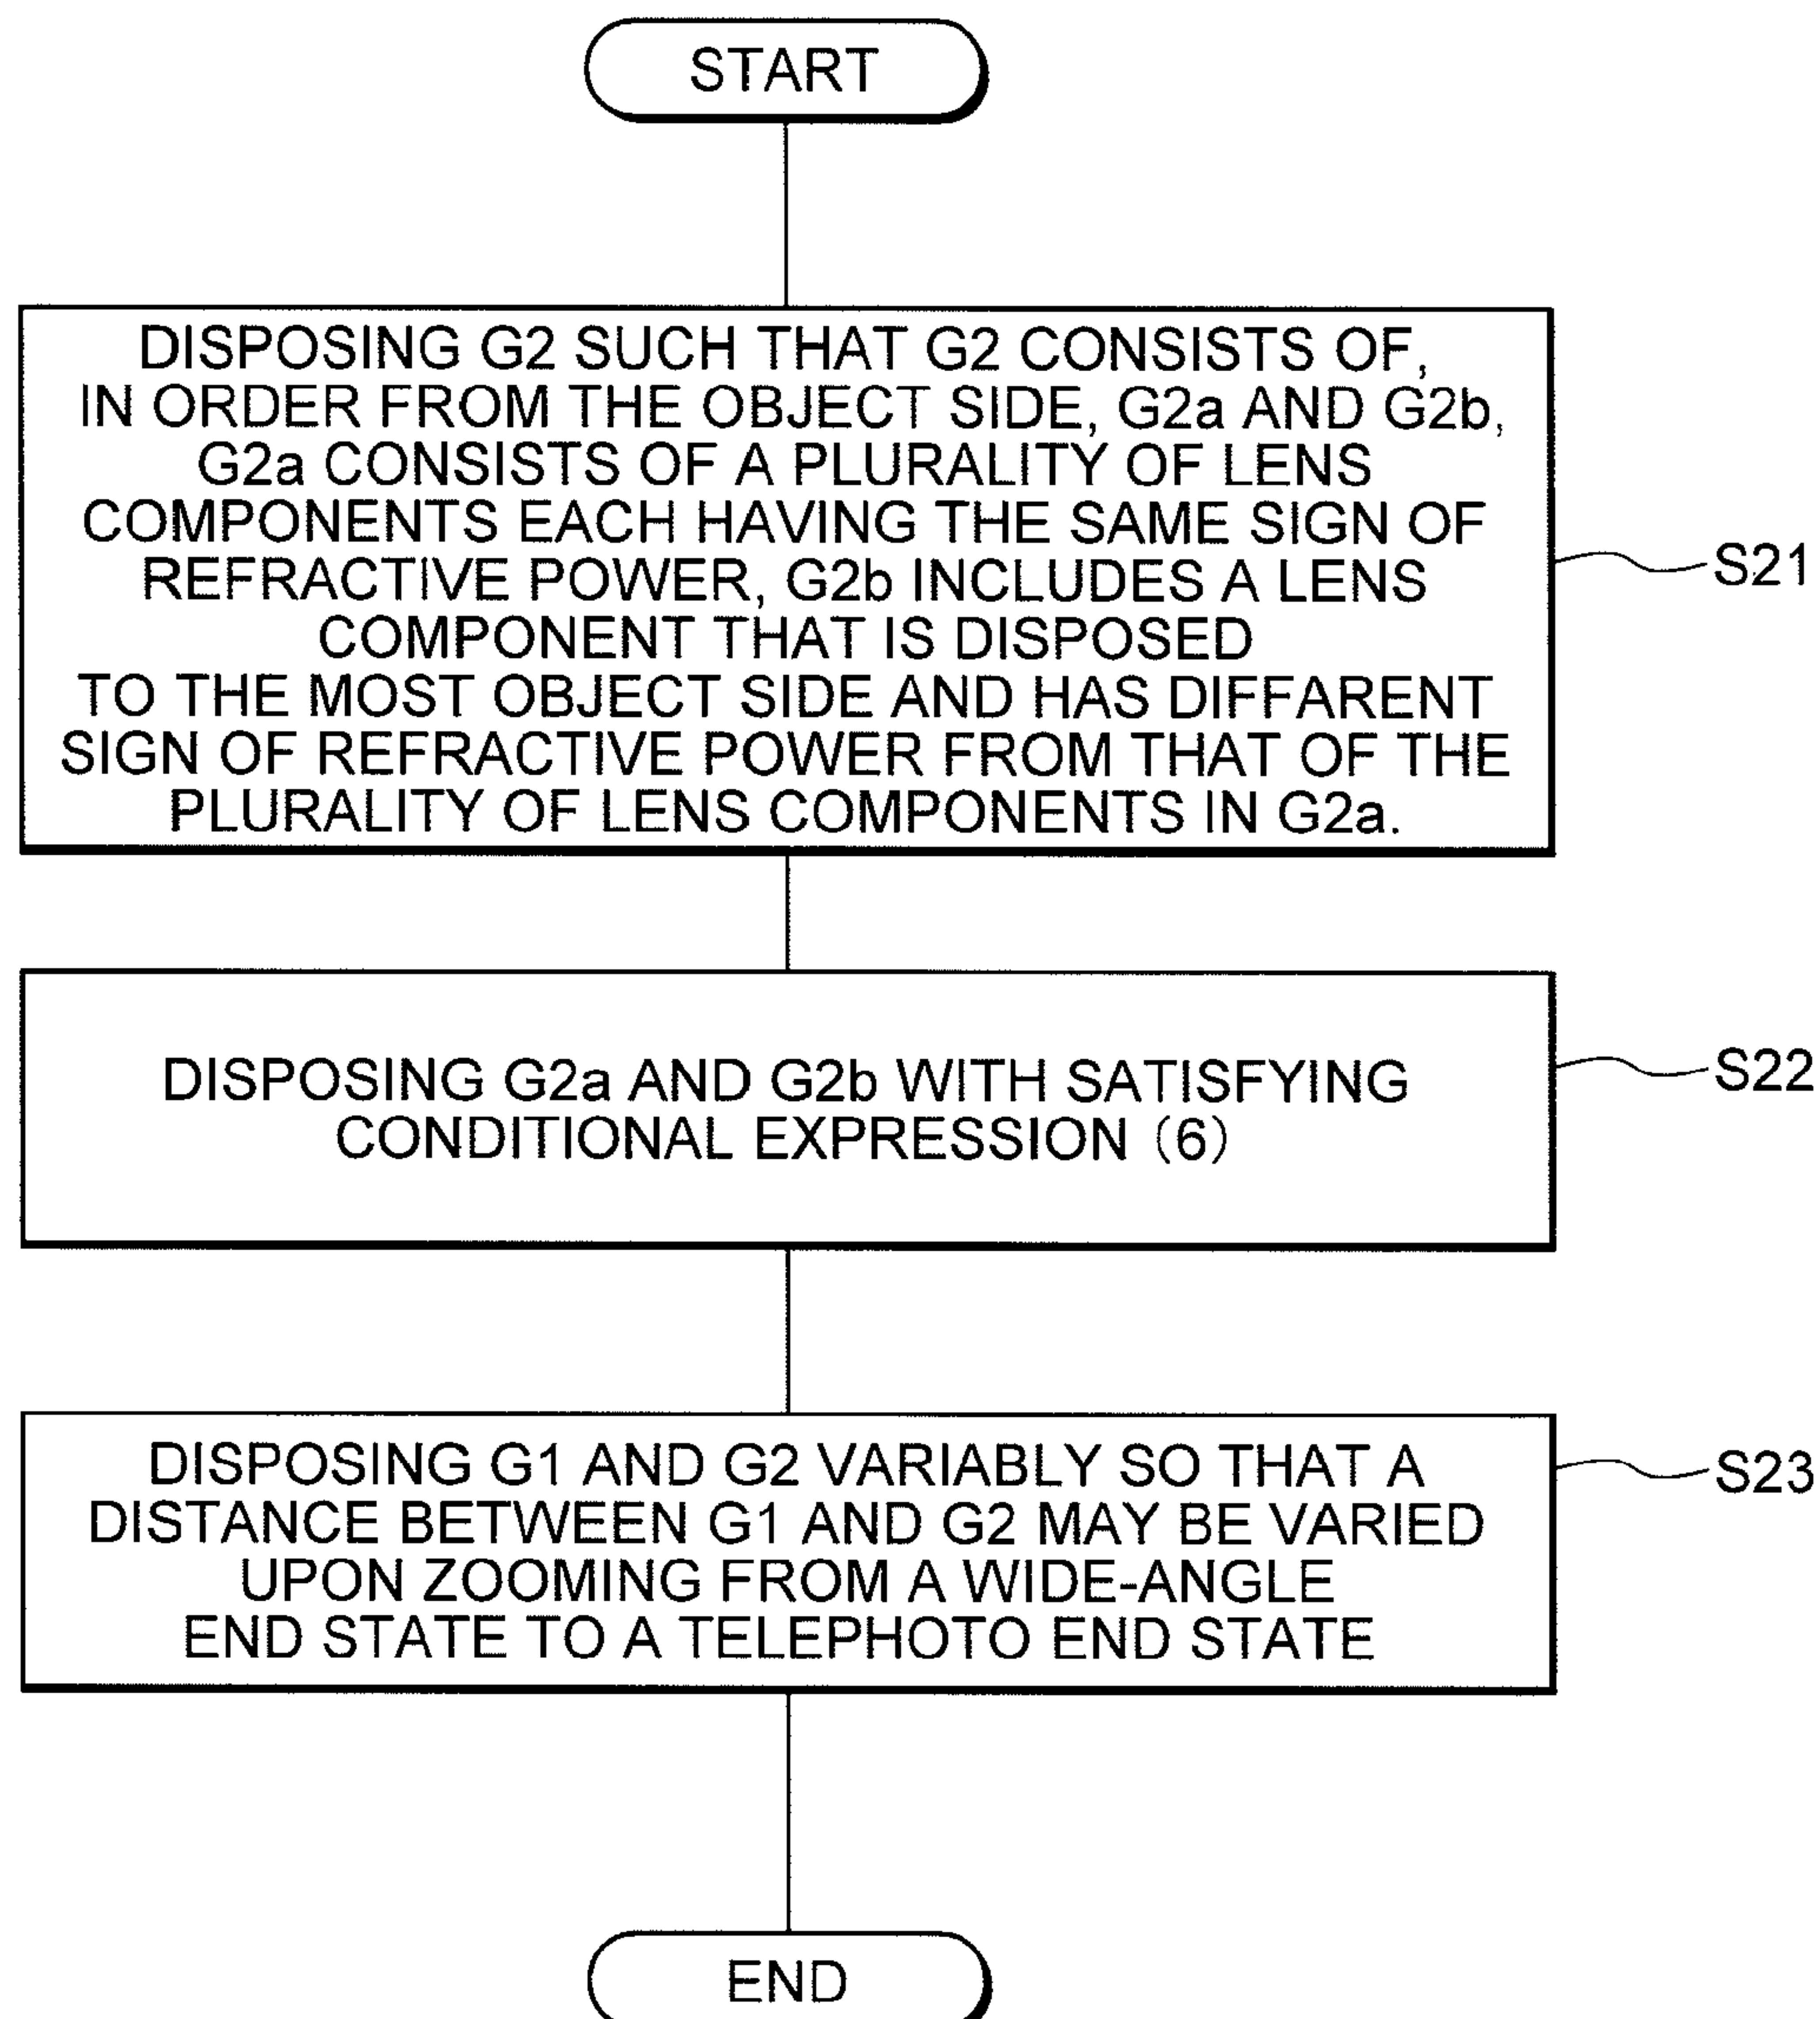 START
DISPOSING G2 SUCH THAT G2 CONSISTS OF,
IN ORDER FROM THE OBJECT SIDE, G2a AND G2b,
G2a CONSISTS OF A PLURALITY OF LENS
COMPONENTS EACH HAVING THE SAME SIGN OF
REFRACTIVE POWER, G2b INCLUDES A LENS
COMPONENT THAT IS DISPOSED
TO THE MOST OBJECT SIDE AND HAS DIFFARENT
SIGN OF REFRACTIVE POWER FROM THAT OF THE
PLURALITY OF LENS COMPONENTS IN G2a.
S21
DISPOSING G2a AND G2b WITH SATISFYING
CONDITIONAL EXPRESSION (6)
S22
DISPOSING G1 AND G2 VARIABLY SO THAT A
DISTANCE BETWEEN G1 AND G2 MAY BE VARIED
UPON ZOOMING FROM A WIDE-ANGLE
END STATE TO A TELEPHOTO END STATE
S23
END